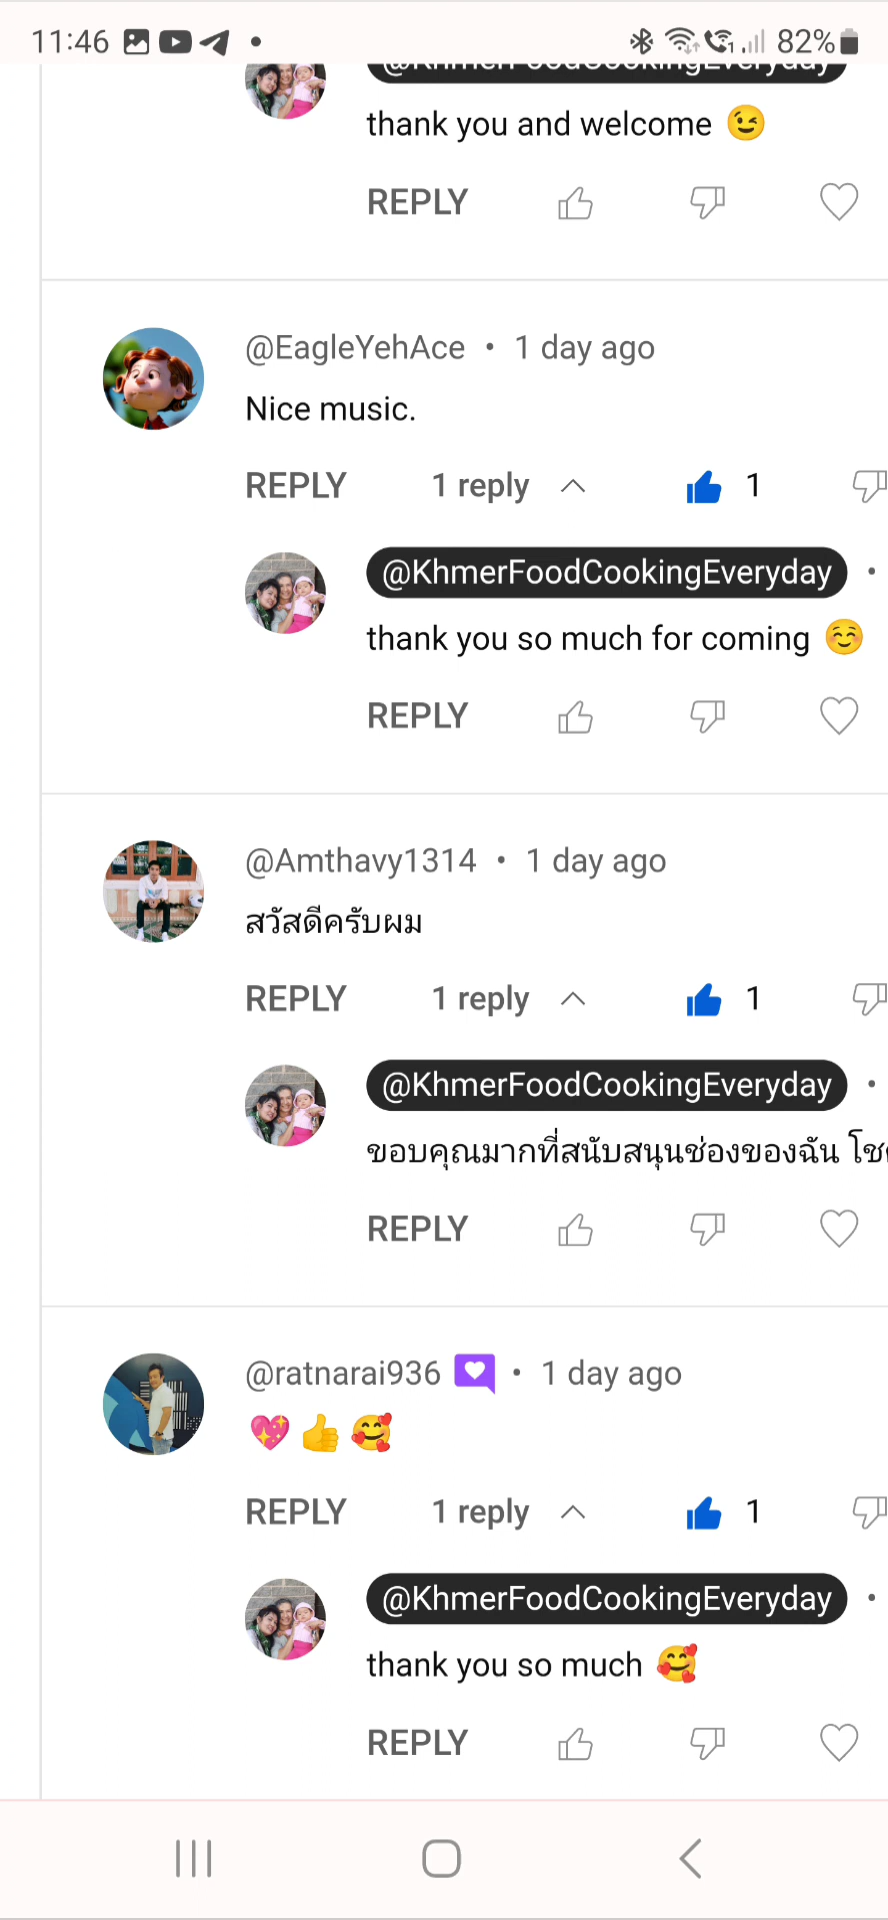 11:46 82%
@KhmerFoodCookingEveryday
thank you and welcome 😉
REPLY
@EagleYehAce • 1 day ago
Nice music.
REPLY 1 reply 1
@KhmerFoodCookingEveryday •
thank you so much for coming ☺️
REPLY
@Amthavy1314 • 1 day ago
สวัสดีครับผม
REPLY 1 reply 1
@KhmerFoodCookingEveryday •
ขอบคุณมากที่สนับสนุนช่องของฉัน
REPLY
@ratnarai936 • 1 day ago
💖👍🥰
REPLY 1 reply 1
@KhmerFoodCookingEveryday •
thank you so much 🥰
REPLY